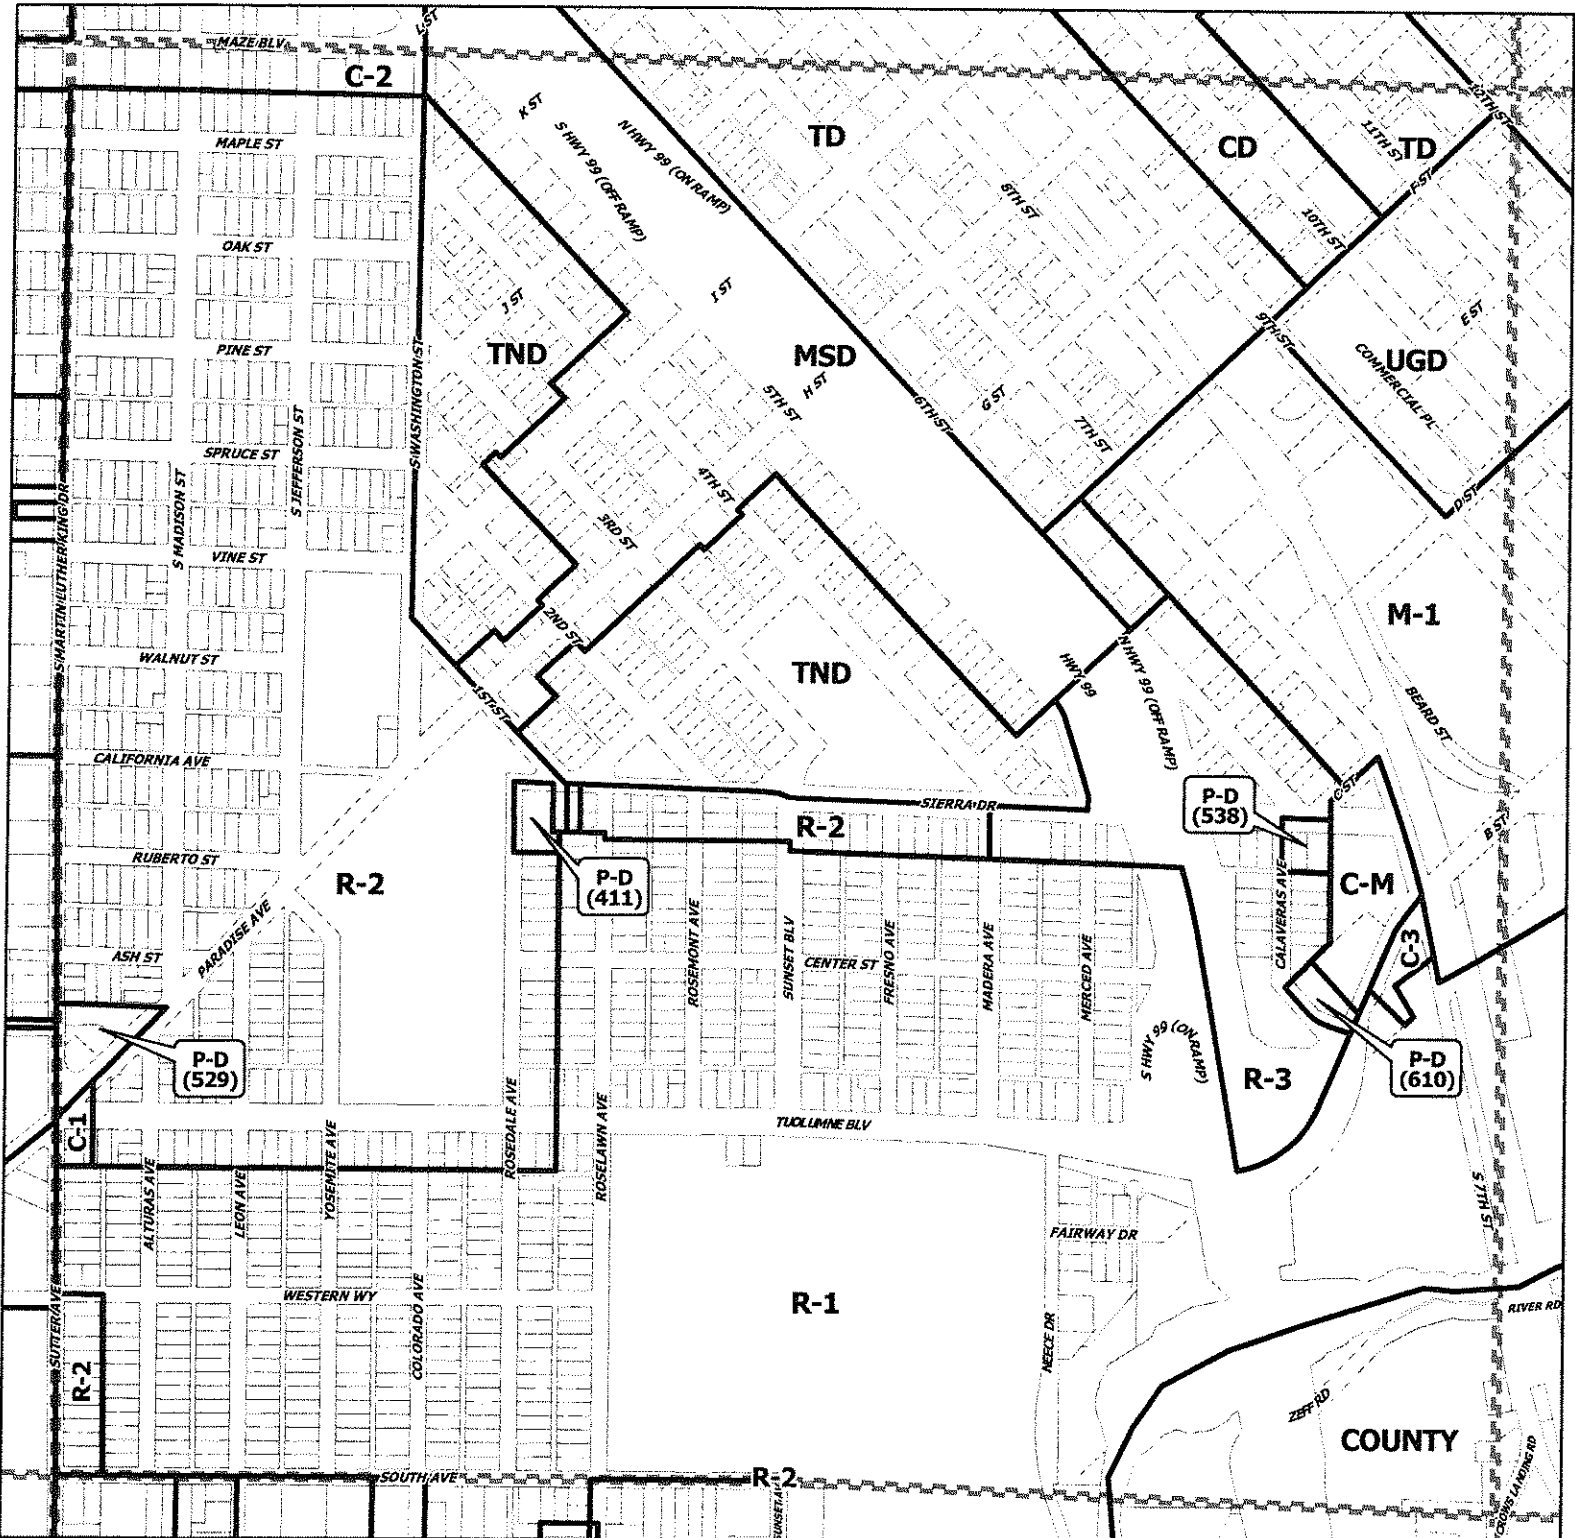 MAZE BLV
L ST
C-2
K ST
S HWY 99 (OFF RAMP)
N HWY 99 (ON RAMP)
TD
CD
TD
12TH ST
11TH ST
F ST
10TH ST
8TH ST
MAPLE ST
OAK ST
J ST
I ST
9TH ST
E ST
PINE ST
TND
MSD
H ST
5TH ST
G ST
6TH ST
7TH ST
COMMERCIAL PL
UGD
S WASHINGTON ST
S JEFFERSON ST
SPRUCE ST
S MADISON ST
4TH ST
D ST
3RD ST
VINE ST
S MARTIN LUTHER KING DR
M-1
2ND ST
WALNUT ST
TND
HWY 99
N HWY 99 (OFF RAMP)
1ST ST
BEARD ST
CALIFORNIA AVE
C ST
P-D
(538)
SIERRA DR
R-2
B ST
RUBERTO ST
R-2
P-D
(411)
C-M
CALAVERAS AVE
PARADISE AVE
ASH ST
ROSEMONT AVE
SUNSET BLV
CENTER ST
FRESNO AVE
MADERA AVE
MERCED AVE
C-3
P-D
(529)
S HWY 99 (ON RAMP)
R-3
P-D
(610)
C-1
TUOLUMNE BLV
ROSEDALE AVE
ROSELAWN AVE
ALTURAS AVE
LEON AVE
YOSEMITE AVE
S 7TH ST
FAIRWAY DR
WESTERN WY
COLORADO AVE
R-1
RIVER RD
SUTTER AVE
R-2
NEECE DR
ZEFF RD
COUNTY
SOUTH AVE
R-2
SUNSET AV
CROWS LANDING RD